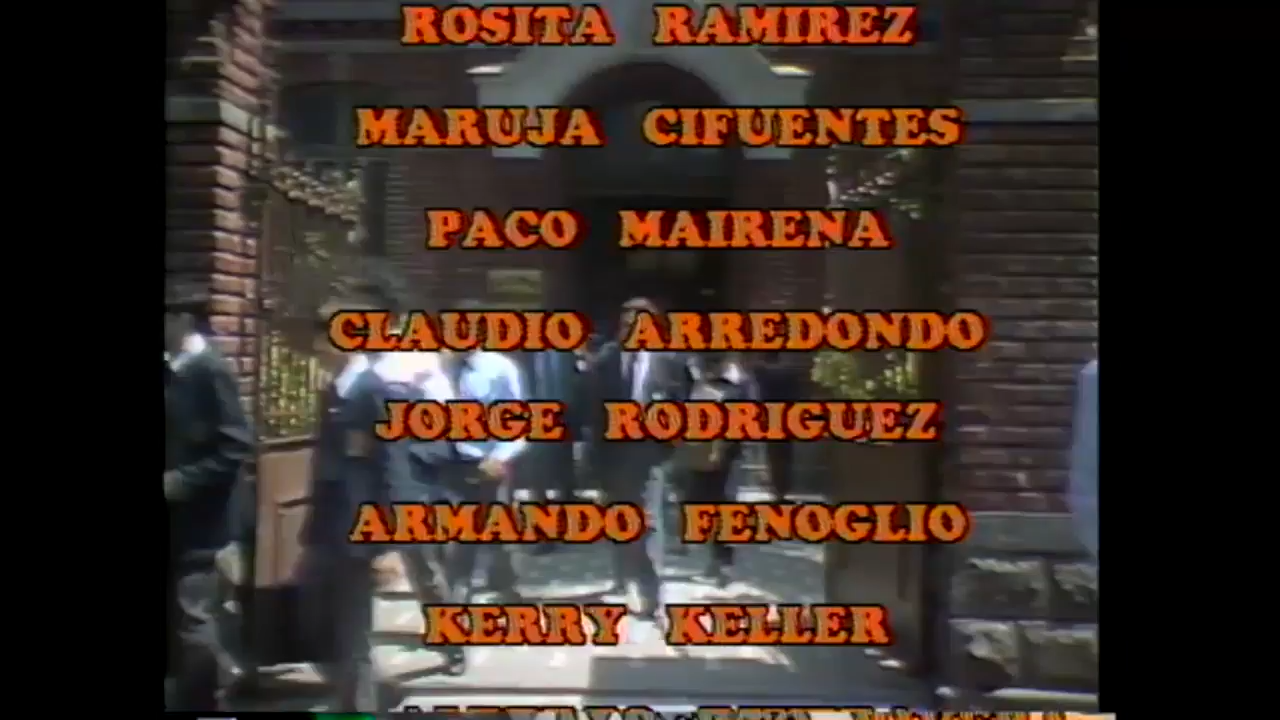 ROSITA RAMIREZ
MARUJA CIFUENTES
PACO MAIRENA
CLAUDIO ARREDONDO
JORGE RODRIGUEZ
ARMANDO FENOGLIO
KERRY KELLER